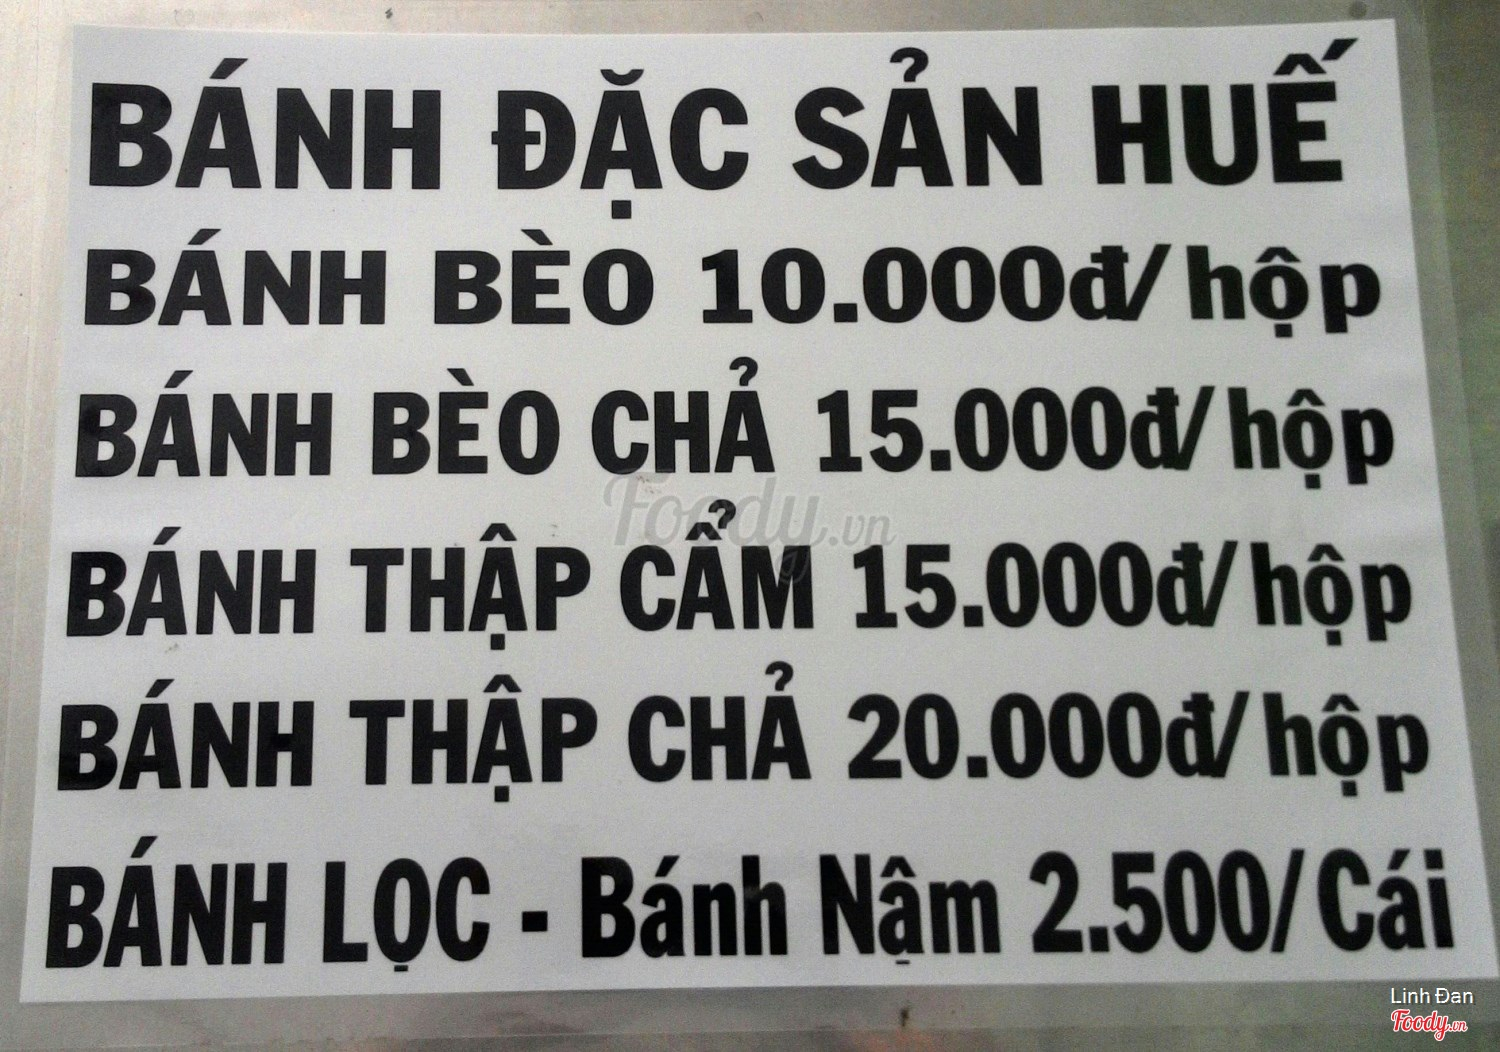 BÁNH ĐẶC SẢN HUẾ
BÁNH BÈO 10.000đ/hộp
BÁNH BÈO CHẢ 15.000đ/hộp
Foody.vn
BÁNH THẬP CẨM 15.000đ/hộp
BÁNH THẬP CHẢ 20.000đ/hộp
BÁNH LỌC - Bánh Nậm 2.500/Cái
Linh Đan
Foody.vn